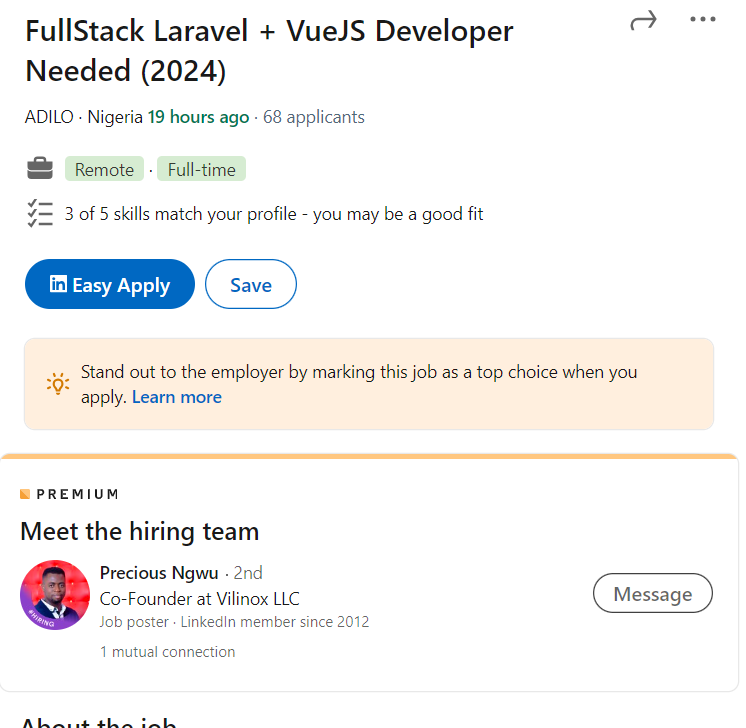 FullStack Laravel + VueJS Developer
Needed (2024)
ADILO · Nigeria 19 hours ago · 68 applicants
Remote · Full-time
3 of 5 skills match your profile - you may be a good fit
in Easy Apply
Save
Stand out to the employer by marking this job as a top choice when you
apply. Learn more
PREMIUM
Meet the hiring team
Precious Ngwu · 2nd
Co-Founder at Vilinox LLC
Job poster · LinkedIn member since 2012
1 mutual connection
#HIRING
Message
About the job